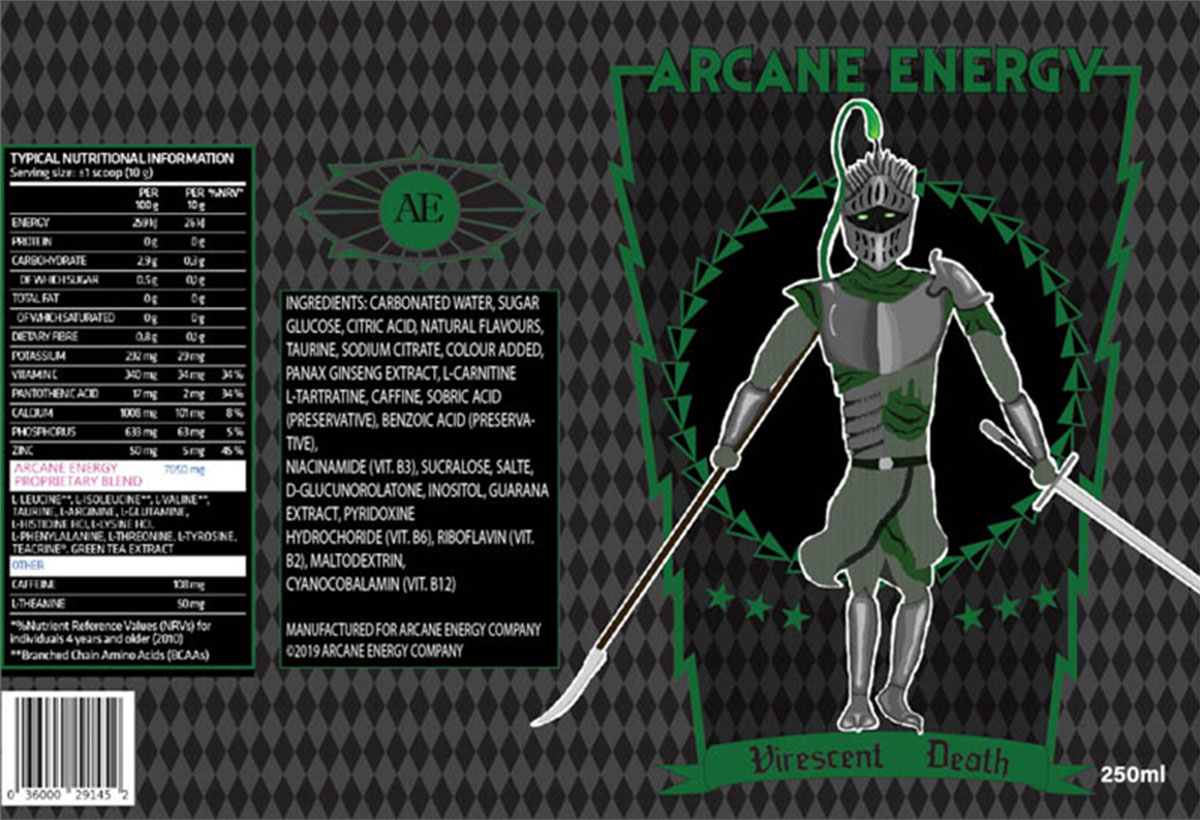 TYPICAL NUTRITIONAL INFORMATION
Serving size: ±1 scoop (10 g)
PER 100 g PER 10 g %NRV*
ENERGY 259 kJ 26 kJ
PROTEIN 0 g 0 g
CARBOHYDRATE 2,9 g 0,3 g
OF WHICH SUGAR 0,5 g 0,1 g
TOTAL FAT 0 g 0 g
OF WHICH SATURATED 0 g 0 g
DIETARY FIBRE 0,8 g 0,1 g
POTASSIUM 292 mg 29 mg
VITAMIN C 340 mg 34 mg 34%
PANTOTHENIC ACID 17 mg 2 mg 34%
CALCIUM 1008 mg 101 mg 8%
PHOSPHORUS 633 mg 63 mg 5%
ZINC 50 mg 5 mg 45%
ARCANE ENERGY 7050 mg
PROPRIETARY BLEND
L-LEUCINE**, L-ISOLEUCINE**, L-VALINE**,
TAURINE, L-ARGININE, L-GLUTAMINE,
L-HISTIDINE HCl, L-LYSINE HCl,
L-PHENYLALANINE, L-THREONINE, L-TYROSINE,
TEACRINE®, GREEN TEA EXTRACT
OTHER
CAFFEINE 108 mg
L-THEANINE 50 mg
*%Nutrient Reference Values (NRVs) for
individuals 4 years and older (2010)
**Branched Chain Amino Acids (BCAAs)
0 36000 29145 2
AE
INGREDIENTS: CARBONATED WATER, SUGAR
GLUCOSE, CITRIC ACID, NATURAL FLAVOURS,
TAURINE, SODIUM CITRATE, COLOUR ADDED,
PANAX GINSENG EXTRACT, L-CARNITINE
L-TARTRATINE, CAFFINE, SOBRIC ACID
(PRESERVATIVE), BENZOIC ACID (PRESERVA-
TIVE),
NIACINAMIDE (VIT. B3), SUCRALOSE, SALTE,
D-GLUCUNOROLATONE, INOSITOL, GUARANA
EXTRACT, PYRIDOXINE
HYDROCHORIDE (VIT. B6), RIBOFLAVIN (VIT.
B2), MALTODEXTRIN,
CYANOCOBALAMIN (VIT. B12)
MANUFACTURED FOR ARCANE ENERGY COMPANY
©2019 ARCANE ENERGY COMPANY
ARCANE ENERGY
Virescent Death
250ml